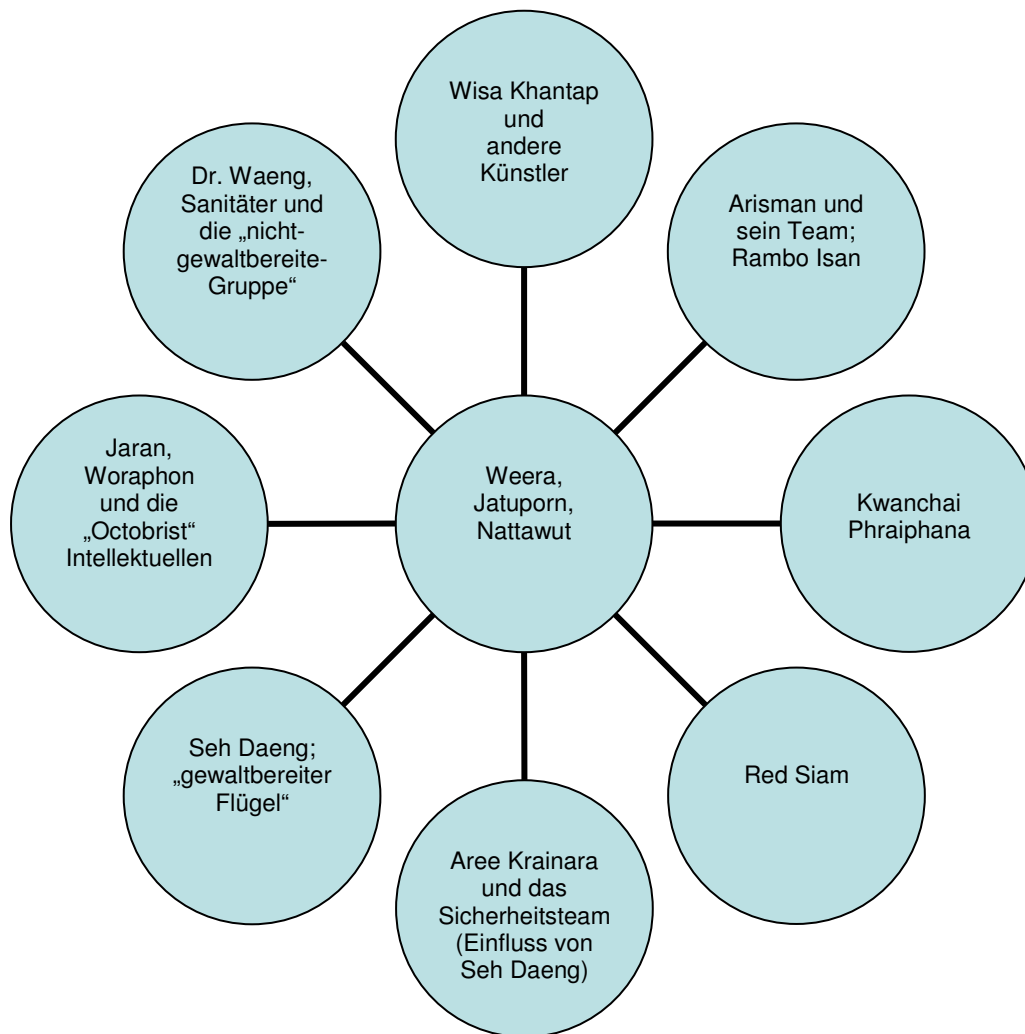 Wisa Khantap
und
andere
Künstler
Dr. Waeng,
Sanitäter und
die „nicht-
gewaltbereite-
Gruppe“
Arisman und
sein Team;
Rambo Isan
Jaran,
Woraphon
und die
„Octobrist“
Intellektuellen
Weera,
Jatuporn,
Nattawut
Kwanchai
Phraiphana
Seh Daeng;
„gewaltbereiter
Flügel“
Red Siam
Aree Krainara
und das
Sicherheitsteam
(Einfluss von
Seh Daeng)